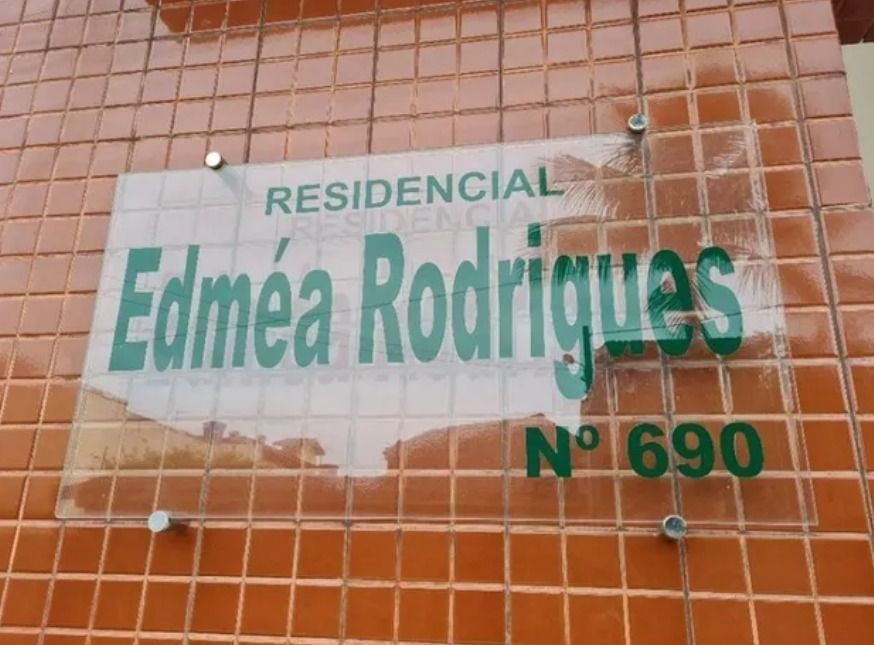 RESIDENCIAL
Edméa Rodrigues
Nº 690